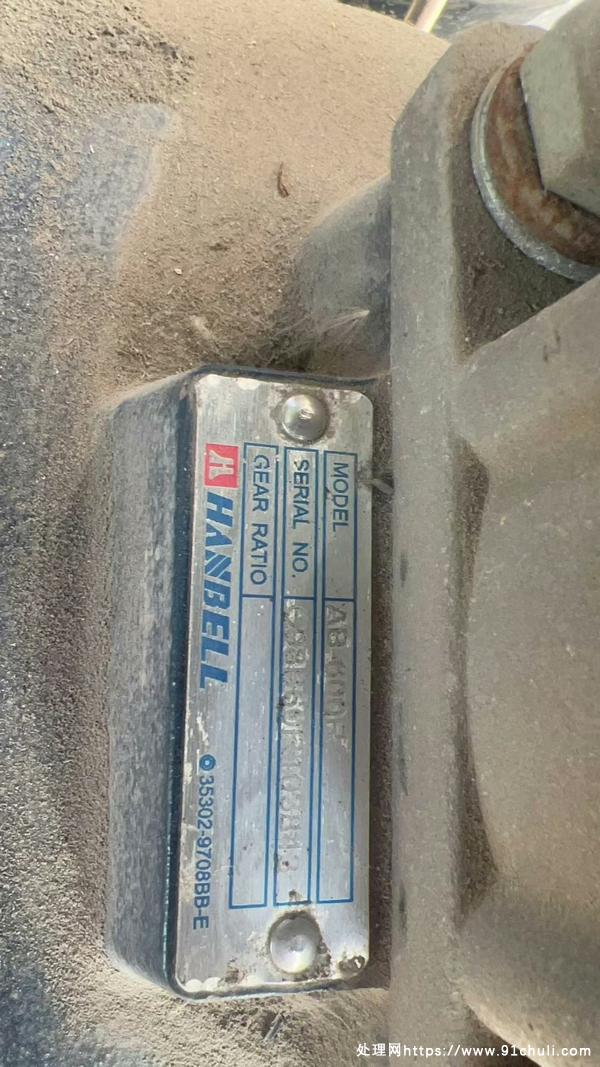 MODEL
SERIAL NO.
GEAR RATIO
HANBELL
35302-9708BB-E
处理网https://www.91chuli.com